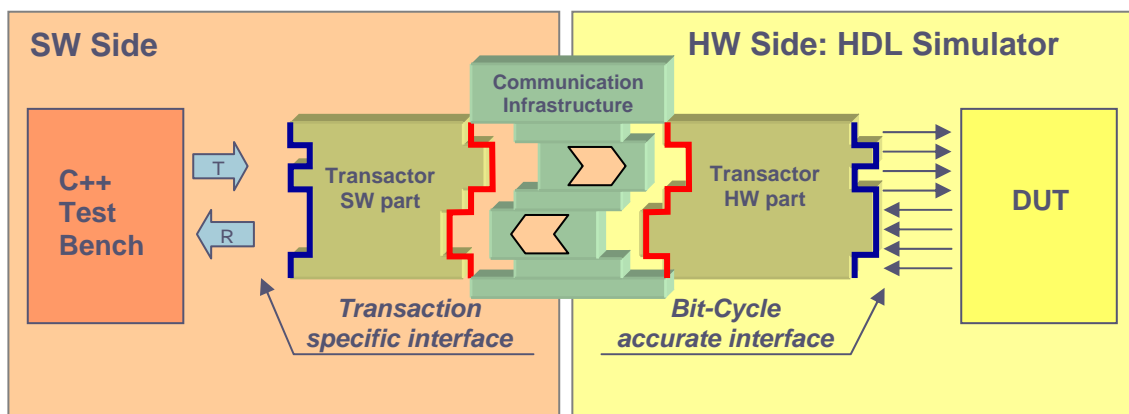 SW Side
HW Side: HDL Simulator
Communication
Infrastructure
C++
Test
Bench
T
R
Transactor
SW part
Transactor
HW part
DUT
Transaction
specific interface
Bit-Cycle
accurate interface